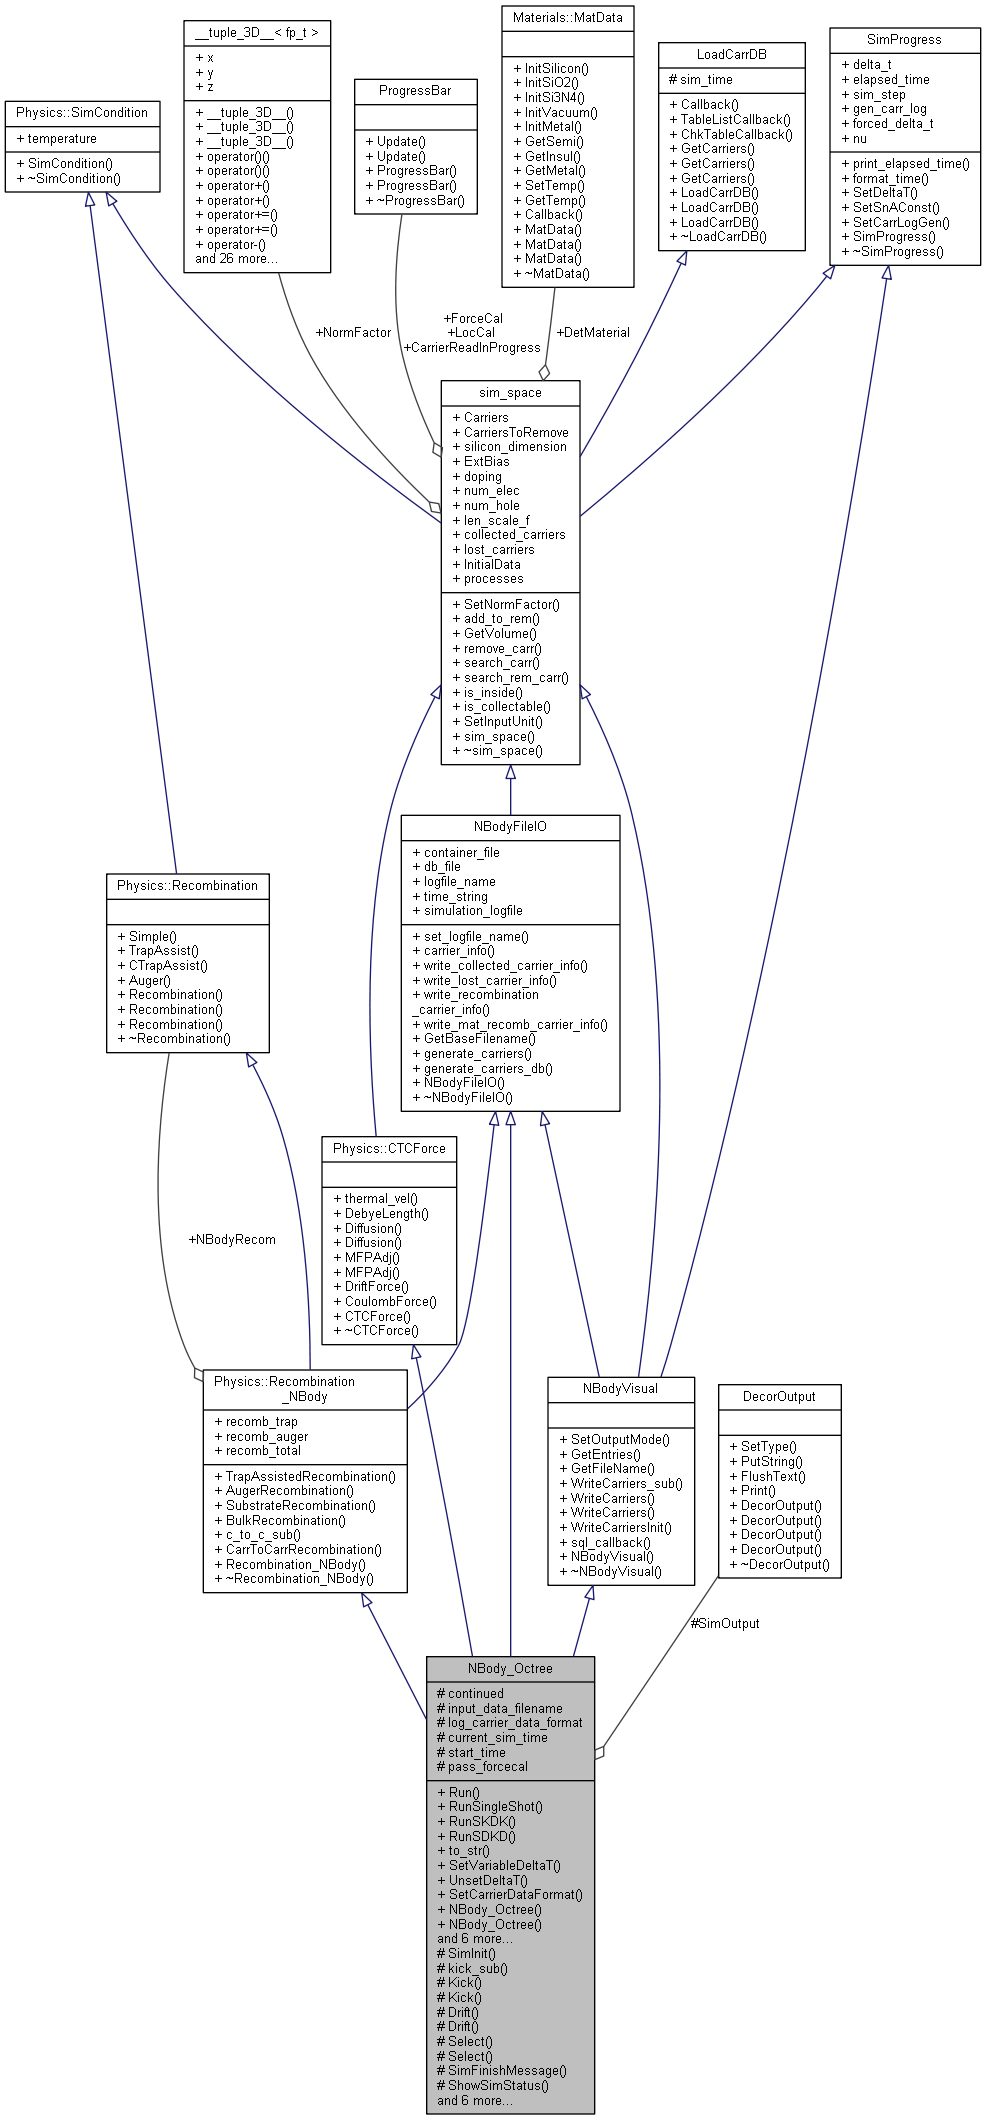 __tuple_3D__< fp_t >
+ x
+ y
+ z
+ __tuple_3D__()
+ __tuple_3D__()
+ __tuple_3D__()
+ operator()()
+ operator()()
+ operator+()
+ operator+()
+ operator+=()
+ operator+=()
+ operator-()
and 26 more...
Materials::MatData
+ InitSilicon()
+ InitSiO2()
+ InitSi3N4()
+ InitVacuum()
+ InitMetal()
+ GetSemi()
+ GetInsul()
+ GetMetal()
+ SetTemp()
+ GetTemp()
+ Callback()
+ MatData()
+ MatData()
+ MatData()
+ ~MatData()
SimProgress
+ delta_t
+ elapsed_time
+ sim_step
+ gen_carr_log
+ forced_delta_t
+ nu
+ print_elapsed_time()
+ format_time()
+ SetDeltaT()
+ SetSnAConst()
+ SetCarrLogGen()
+ SimProgress()
+ ~SimProgress()
LoadCarrDB
# sim_time
+ Callback()
+ TableListCallback()
+ ChkTableCallback()
+ GetCarriers()
+ GetCarriers()
+ GetCarriers()
+ LoadCarrDB()
+ LoadCarrDB()
+ LoadCarrDB()
+ ~LoadCarrDB()
ProgressBar
+ Update()
+ Update()
+ ProgressBar()
+ ProgressBar()
+ ~ProgressBar()
Physics::SimCondition
+ temperature
+ SimCondition()
+ ~SimCondition()
+NormFactor
+ForceCal
+LocCal
+CarrierReadInProgress
+DetMaterial
sim_space
+ Carriers
+ CarriersToRemove
+ silicon_dimension
+ ExtBias
+ doping
+ num_elec
+ num_hole
+ len_scale_f
+ collected_carriers
+ lost_carriers
+ InitialData
+ processes
+ SetNormFactor()
+ add_to_rem()
+ GetVolume()
+ remove_carr()
+ search_carr()
+ search_rem_carr()
+ is_inside()
+ is_collectable()
+ SetInputUnit()
+ sim_space()
+ ~sim_space()
NBodyFileIO
+ container_file
+ db_file
+ logfile_name
+ time_string
+ simulation_logfile
+ set_logfile_name()
+ carrier_info()
+ write_collected_carrier_info()
+ write_lost_carrier_info()
+ write_recombination
_carrier_info()
+ write_mat_recomb_carrier_info()
+ GetBaseFilename()
+ generate_carriers()
+ generate_carriers_db()
+ NBodyFileIO()
+ ~NBodyFileIO()
Physics::Recombination
+ Simple()
+ TrapAssist()
+ CTrapAssist()
+ Auger()
+ Recombination()
+ Recombination()
+ Recombination()
+ ~Recombination()
Physics::CTCForce
+ thermal_vel()
+ DebyeLength()
+ Diffusion()
+ Diffusion()
+ MFPAdj()
+ MFPAdj()
+ DriftForce()
+ CoulombForce()
+ CTCForce()
+ ~CTCForce()
+NBodyRecom
Physics::Recombination
_NBody
+ recomb_trap
+ recomb_auger
+ recomb_total
+ TrapAssistedRecombination()
+ AugerRecombination()
+ SubstrateRecombination()
+ BulkRecombination()
+ c_to_c_sub()
+ CarrToCarrRecombination()
+ Recombination_NBody()
+ ~Recombination_NBody()
NBodyVisual
+ SetOutputMode()
+ GetEntries()
+ GetFileName()
+ WriteCarriers_sub()
+ WriteCarriers()
+ WriteCarriers()
+ WriteCarriersInit()
+ sql_callback()
+ NBodyVisual()
+ ~NBodyVisual()
DecorOutput
+ SetType()
+ PutString()
+ FlushText()
+ Print()
+ DecorOutput()
+ DecorOutput()
+ DecorOutput()
+ DecorOutput()
+ ~DecorOutput()
#SimOutput
NBody_Octree
# continued
# input_data_filename
# log_carrier_data_format
# current_sim_time
# start_time
# pass_forcecal
+ Run()
+ RunSingleShot()
+ RunSKDK()
+ RunSDKD()
+ to_str()
+ SetVariableDeltaT()
+ UnsetDeltaT()
+ SetCarrierDataFormat()
+ NBody_Octree()
+ NBody_Octree()
and 6 more...
# SimInit()
# kick_sub()
# Kick()
# Kick()
# Drift()
# Drift()
# Select()
# Select()
# SimFinishMessage()
# ShowSimStatus()
and 6 more...